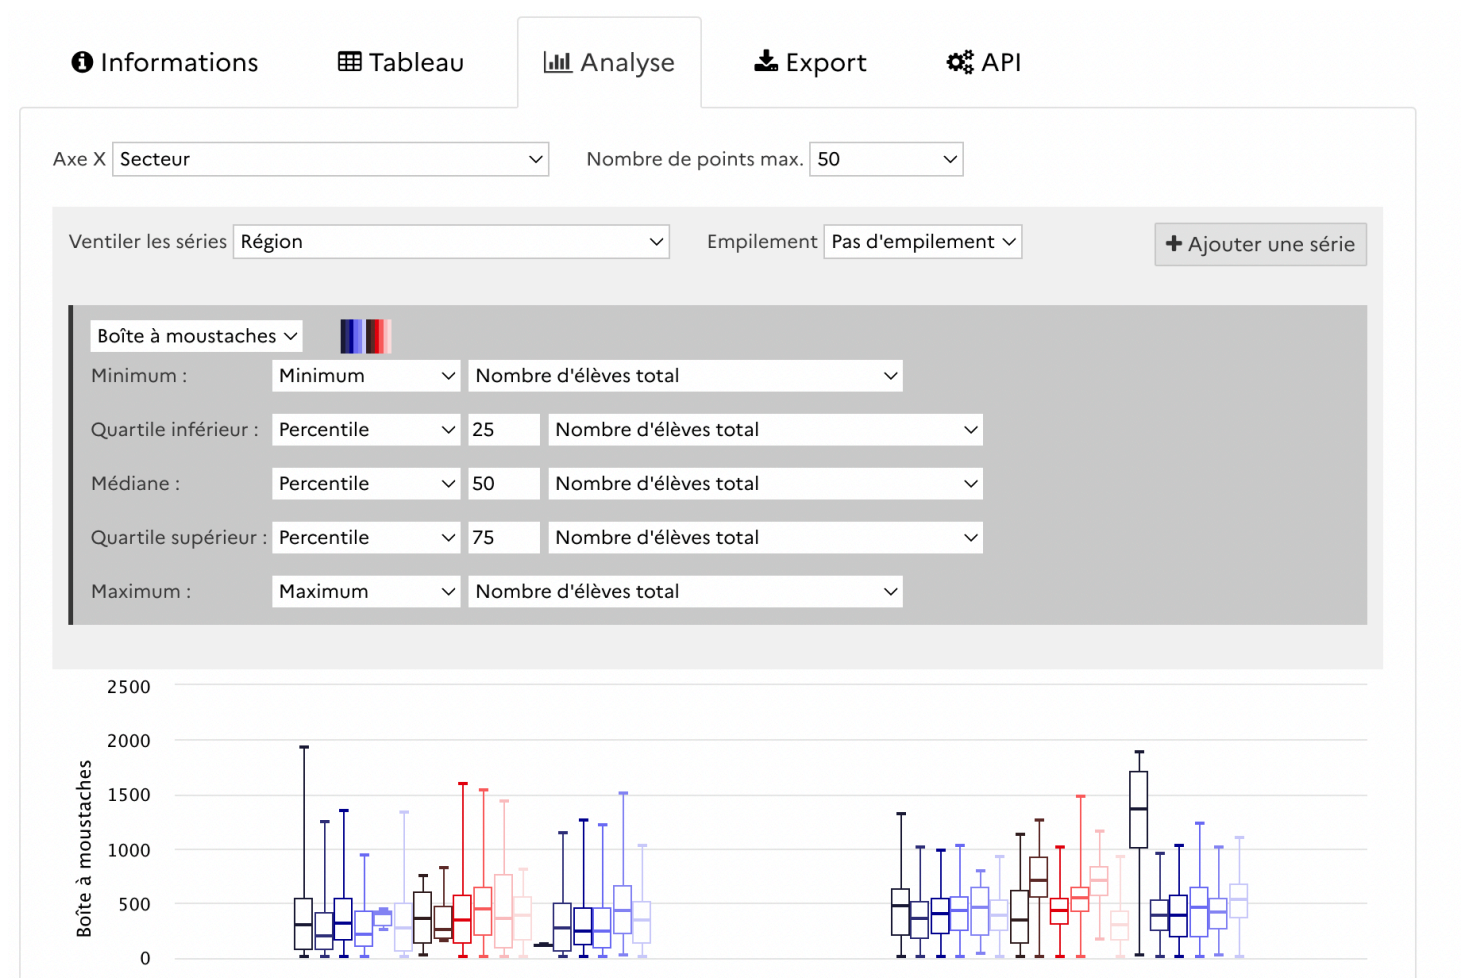 Informations Tableau Analyse Export API
Axe X Secteur Nombre de points max. 50
Ventiler les séries Région Empilement Pas d'empilement + Ajouter une série
Boîte à moustaches
Minimum : Minimum Nombre d'élèves total
Quartile inférieur : Percentile 25 Nombre d'élèves total
Médiane : Percentile 50 Nombre d'élèves total
Quartile supérieur : Percentile 75 Nombre d'élèves total
Maximum : Maximum Nombre d'élèves total
Boîte à moustaches
2500
2000
1500
1000
500
0